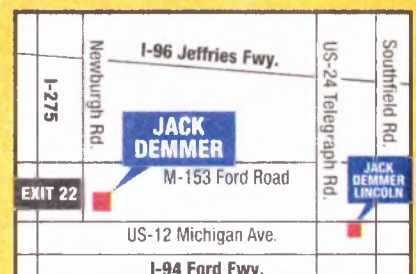 I-96 Jeffries Fwy.
I-275
Newburgh Rd.
US-24 Telegraph Rd.
Southfield Rd.
JACK
DEMMER
M-153 Ford Road
EXIT 22
JACK
DEMMER
LINCOLN
US-12 Michigan Ave.
I-94 Ford Fwy.